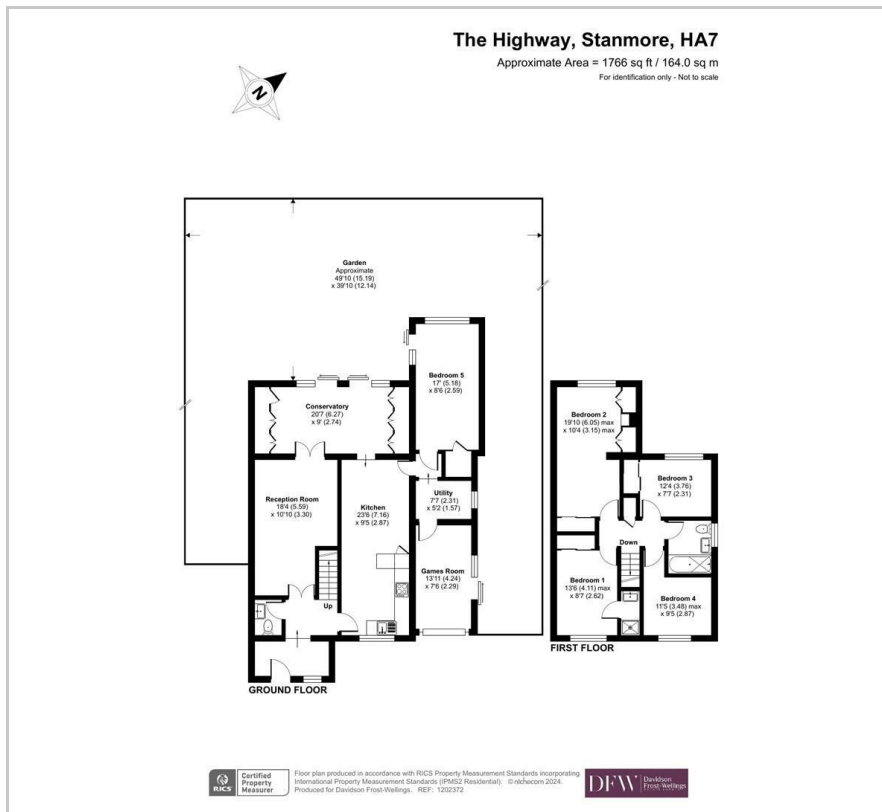 The Highway, Stanmore, HA7
Approximate Area = 1766 sq ft / 164.0 sq m
For identification only - Not to scale
N
Garden
Approximate
49'10 (15.19)
x 39'10 (12.14)
Bedroom 5
17' (5.18)
x 8'6 (2.59)
Conservatory
20'7 (6.27)
x 9' (2.74)
Reception Room
18'4 (5.59)
x 10'10 (3.30)
Kitchen
23'6 (7.16)
x 9'5 (2.87)
Utility
7'7 (2.31)
x 5'2 (1.57)
Games Room
13'11 (4.24)
x 7'6 (2.29)
Up
GROUND FLOOR
Bedroom 2
19'10 (6.05) max
x 10'4 (3.15) max
Bedroom 3
12'4 (3.76)
x 7'7 (2.31)
Down
Bedroom 1
13'6 (4.11) max
x 8'7 (2.62)
Bedroom 4
11'5 (3.48) max
x 9'5 (2.87)
FIRST FLOOR
RICS
Certified
Property
Measurer
Floor plan produced in accordance with RICS Property Measurement Standards incorporating
International Property Measurement Standards (IPMS2 Residential). © nichecom 2024.
Produced for Davidson Frost-Wellings. REF: 1202372
DFW
Davidson
Frost-Wellings